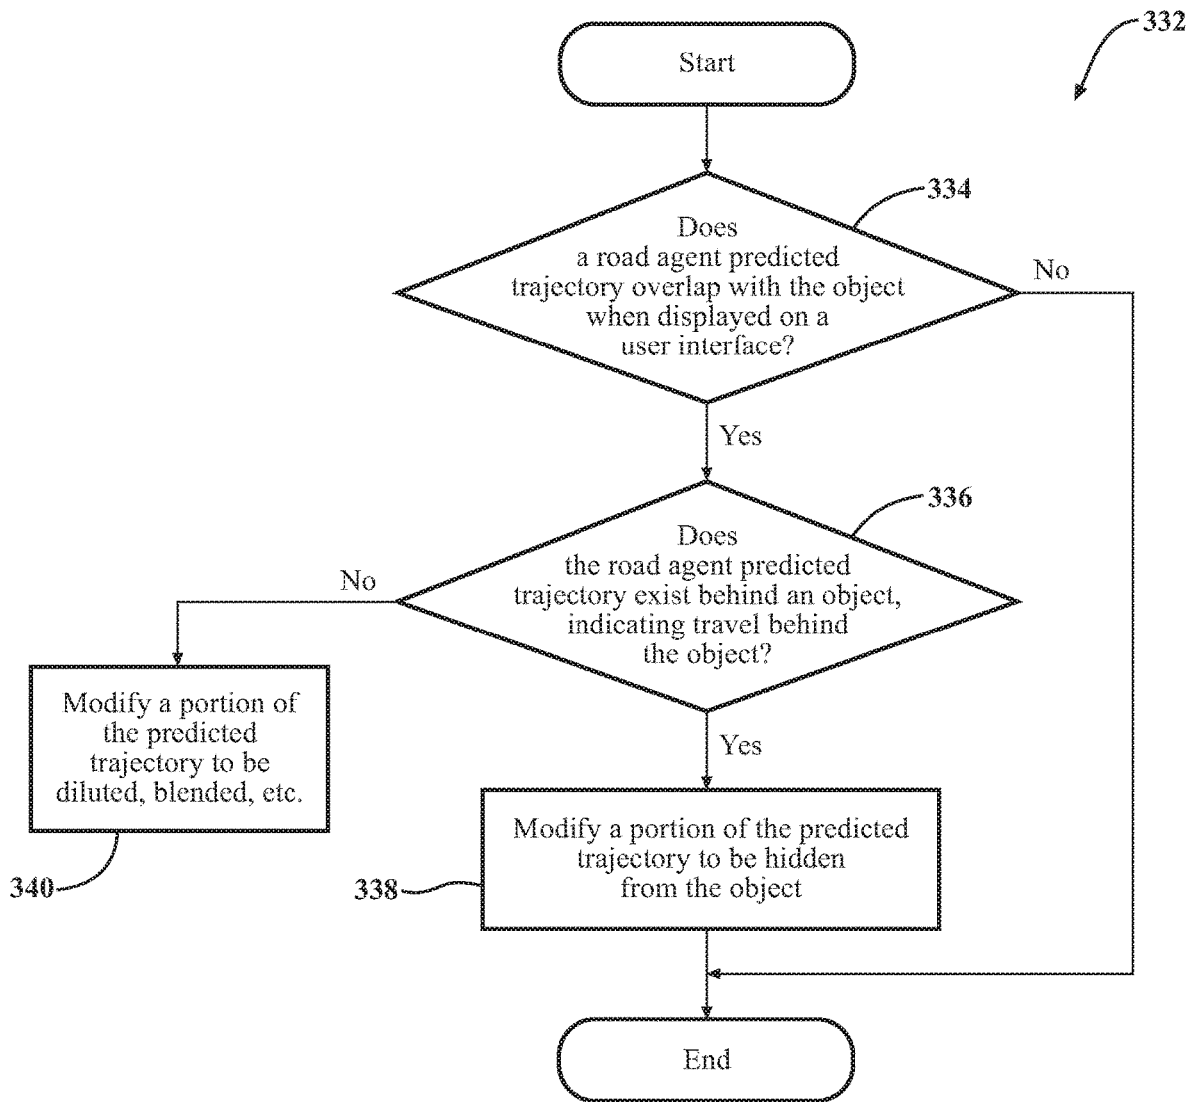 332
Start
334
Does
a road agent predicted
trajectory overlap with the object
when displayed on a
user interface?
No
Yes
336
Does
the road agent predicted
trajectory exist behind an object,
indicating travel behind
the object?
No
Yes
Modify a portion of
the predicted
trajectory to be
diluted, blended, etc.
340
Modify a portion of the predicted
trajectory to be hidden
from the object
338
End